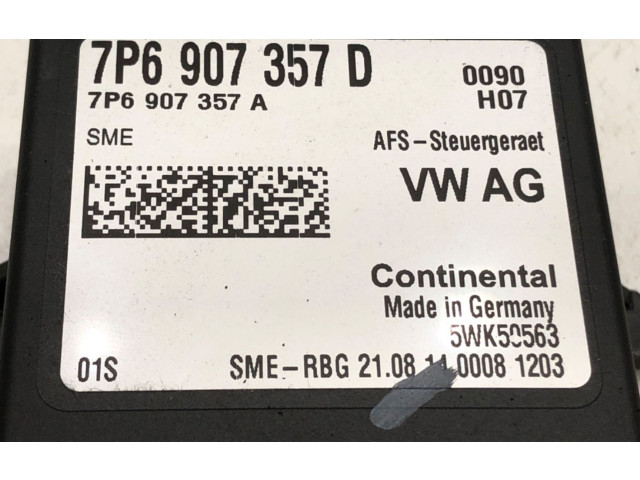 7P6 907 357 D
0090
7P6 907 357 A
H07
SME
AFS-Steuergeraet
VW AG
Continental
Made in Germany
5WK50563
01S
SME-RBG 21.08 0008 1203